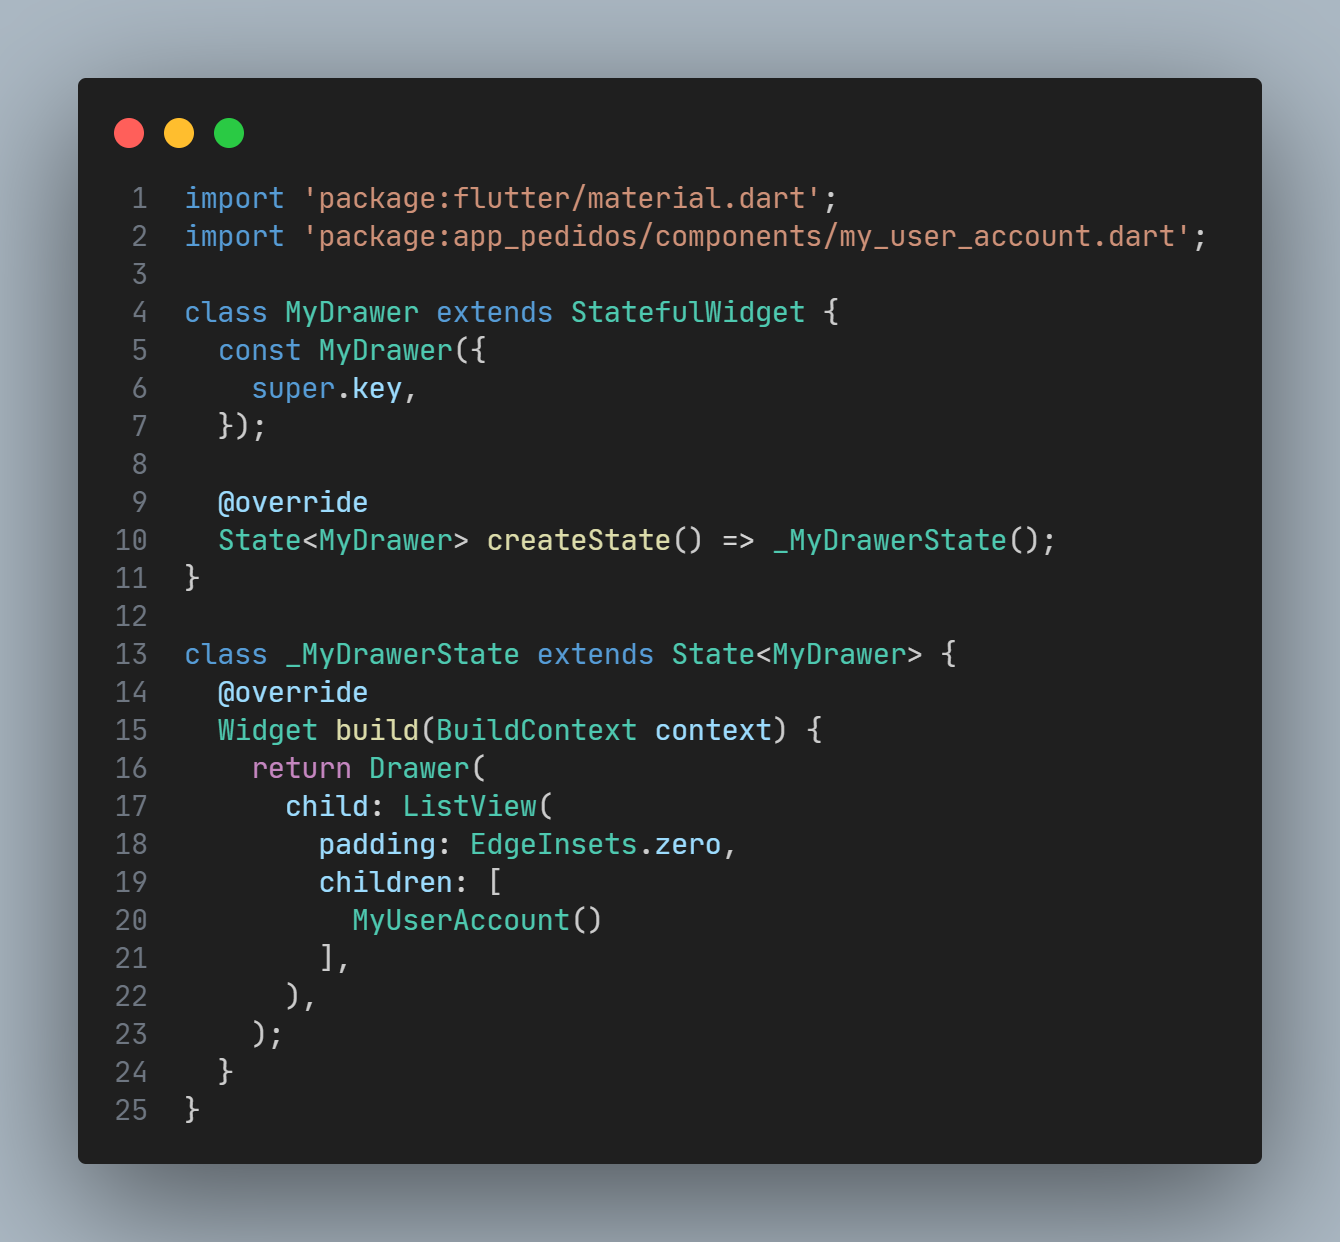 1 import 'package:flutter/material.dart';
2 import 'package:app_pedidos/components/my_user_account.dart';
3
4 class MyDrawer extends StatefulWidget {
5   const MyDrawer({
6     super.key,
7   });
8
9   @override
10   State<MyDrawer> createState() => _MyDrawerState();
11 }
12
13 class _MyDrawerState extends State<MyDrawer> {
14   @override
15   Widget build(BuildContext context) {
16     return Drawer(
17       child: ListView(
18         padding: EdgeInsets.zero,
19         children: [
20           MyUserAccount()
21         ],
22       ),
23     );
24   }
25 }